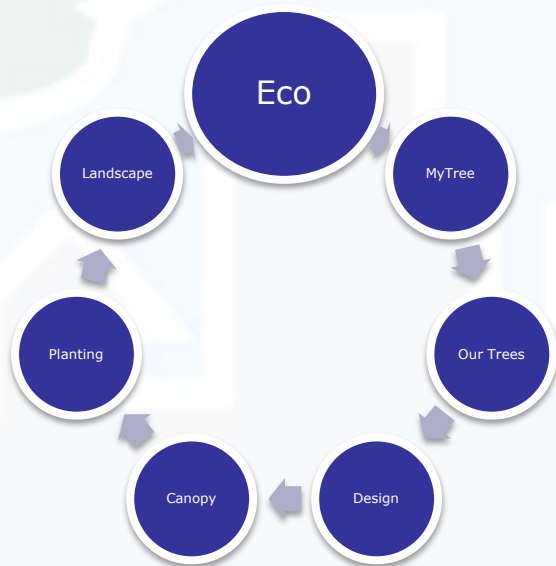 Eco
MyTree
Our Trees
Design
Canopy
Planting
Landscape